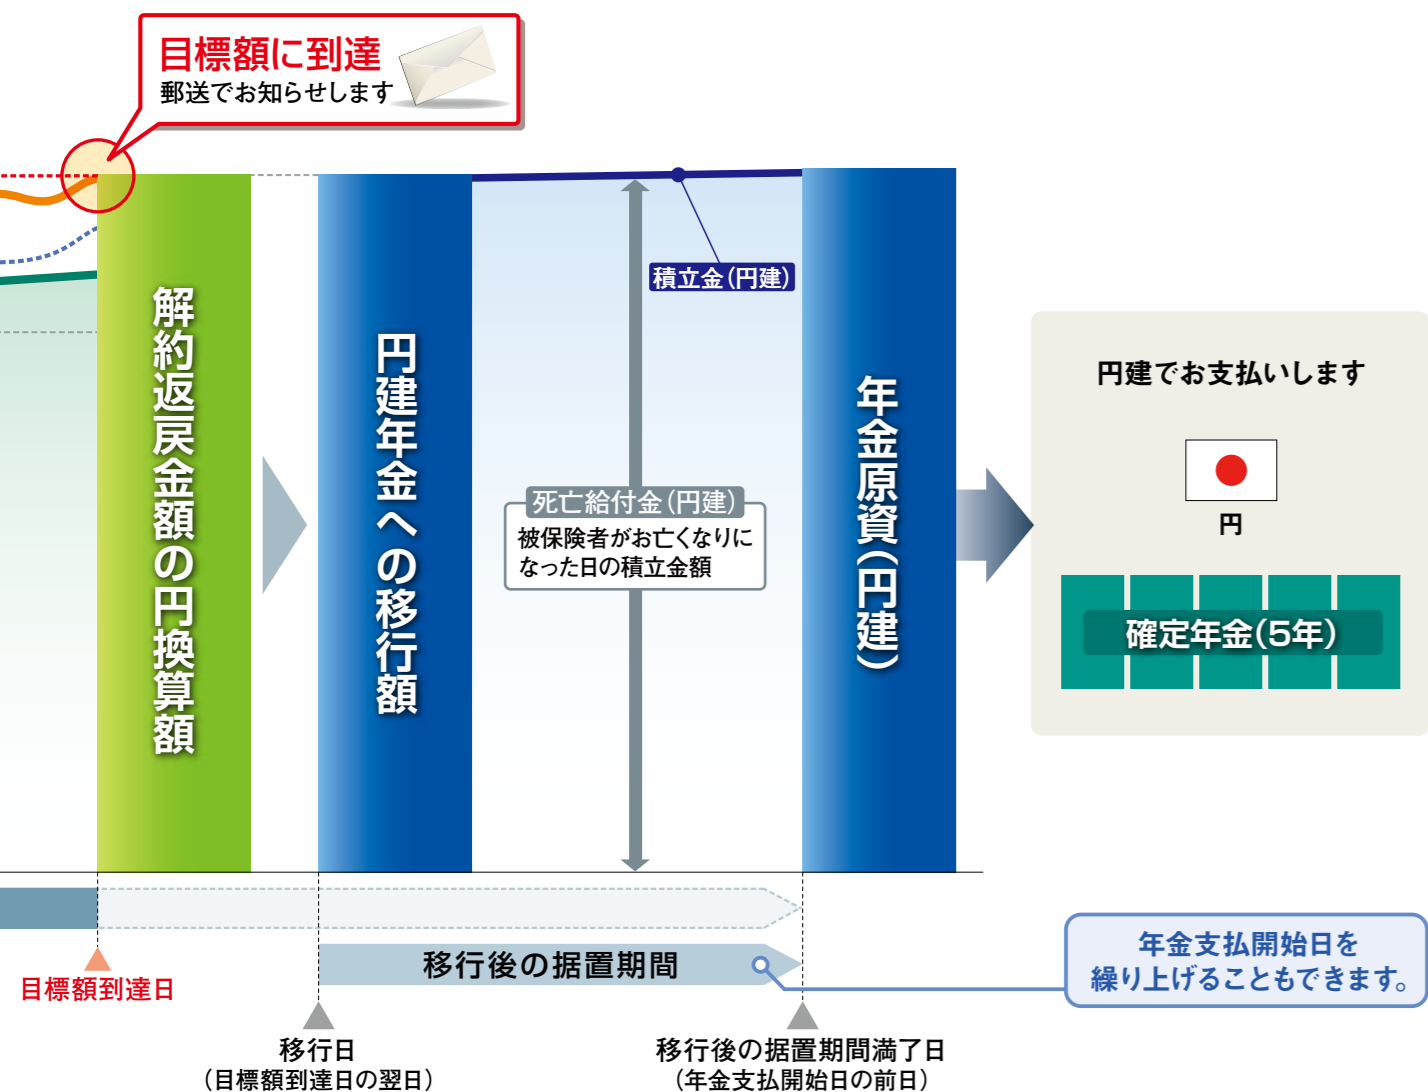 目標額に到達
郵送でお知らせします
解約返戻金額の円換算額
円建年金への移行額
積立金(円建)
死亡給付金(円建)
被保険者がお亡くなりに
なった日の積立金額
年金原資(円建)
円建でお支払いします
円
確定年金(5年)
移行後の据置期間
年金支払開始日を
繰り上げることもできます。
目標額到達日
移行日
(目標額到達日の翌日)
移行後の据置期間満了日
(年金支払開始日の前日)